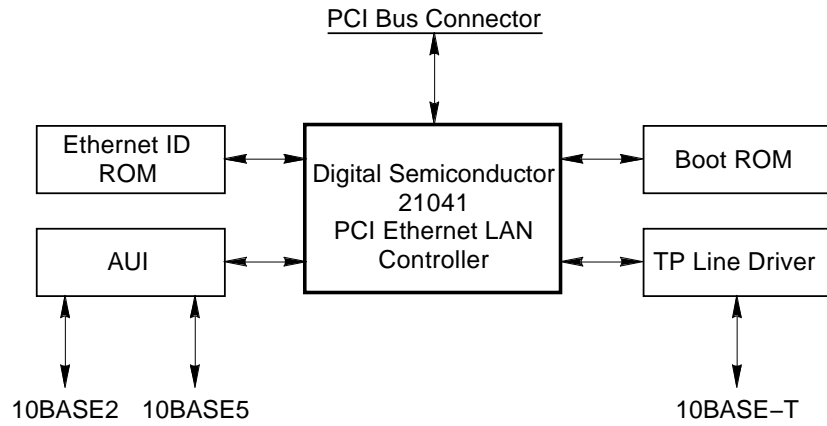 PCI Bus Connector
Ethernet ID
ROM
Digital Semiconductor
21041
PCI Ethernet LAN
Controller
Boot ROM
AUI
TP Line Driver
10BASE2
10BASE5
10BASE−T